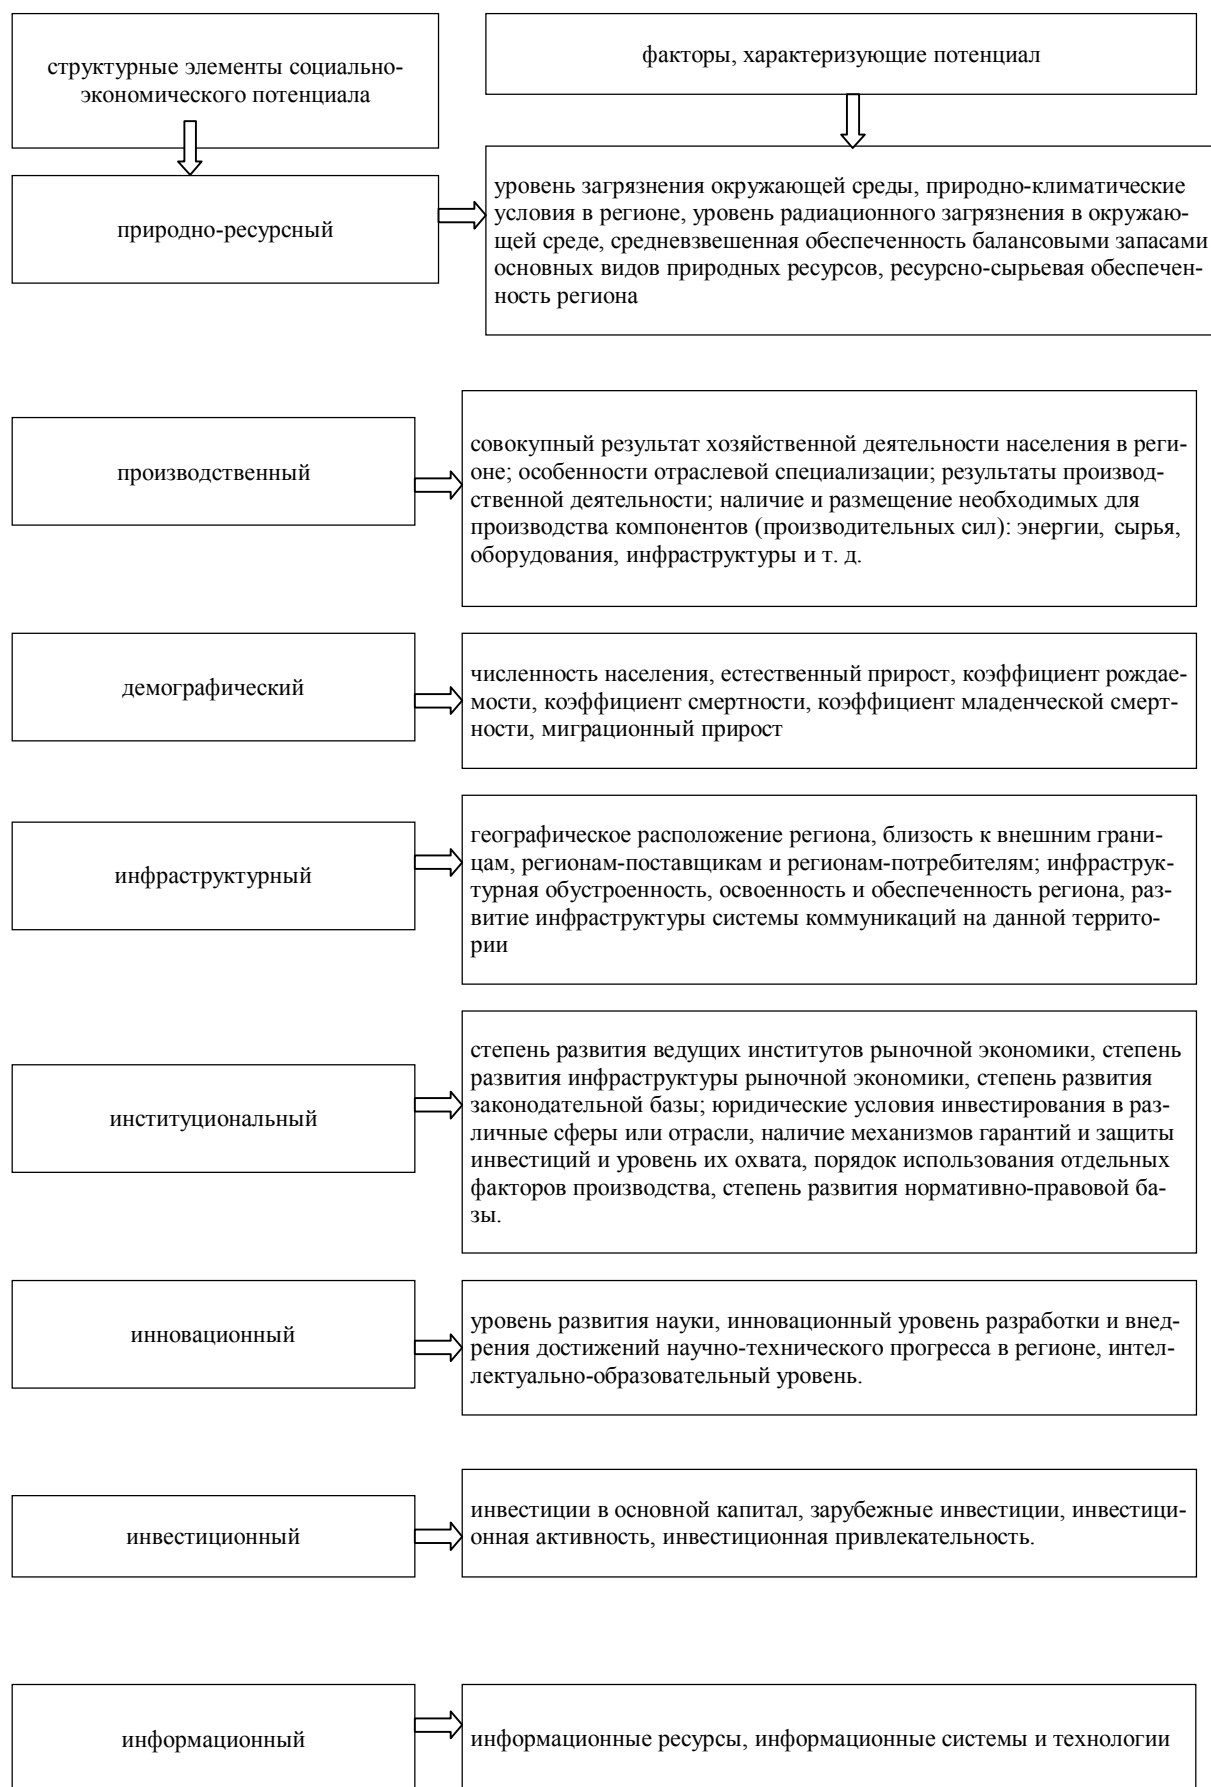 структурные элементы социально-
экономического потенциала
факторы, характеризующие потенциал
природно-ресурсный
уровень загрязнения окружающей среды, природно-климатические
условия в регионе, уровень радиационного загрязнения в окружаю-
щей среде, средневзвешенная обеспеченность балансовыми запасами
основных видов природных ресурсов, ресурсно-сырьевая обеспечен-
ность региона
производственный
совокупный результат хозяйственной деятельности населения в реги-
оне; особенности отраслевой специализации; результаты производ-
ственной деятельности; наличие и размещение необходимых для
производства компонентов (производительных сил): энергии, сырья,
оборудования, инфраструктуры и т. д.
демографический
численность населения, естественный прирост, коэффициент рождае-
мости, коэффициент смертности, коэффициент младенческой смерт-
ности, миграционный прирост
инфраструктурный
географическое расположение региона, близость к внешним грани-
цам, регионам-поставщикам и регионам-потребителям; инфраструк-
турная обустроенность, освоенность и обеспеченность региона, раз-
витие инфраструктуры системы коммуникаций на данной террито-
рии
институциональный
степень развития ведущих институтов рыночной экономики, степень
развития инфраструктуры рыночной экономики, степень развития
законодательной базы; юридические условия инвестирования в раз-
личные сферы или отрасли, наличие механизмов гарантий и защиты
инвестиций и уровень их охвата, порядок использования отдельных
факторов производства, степень развития нормативно-правовой ба-
зы.
инновационный
уровень развития науки, инновационный уровень разработки и внед-
рения достижений научно-технического прогресса в регионе, интел-
лектуально-образовательный уровень.
инвестиционный
инвестиции в основной капитал, зарубежные инвестиции, инвестици-
онная активность, инвестиционная привлекательность.
информационный
информационные ресурсы, информационные системы и технологии